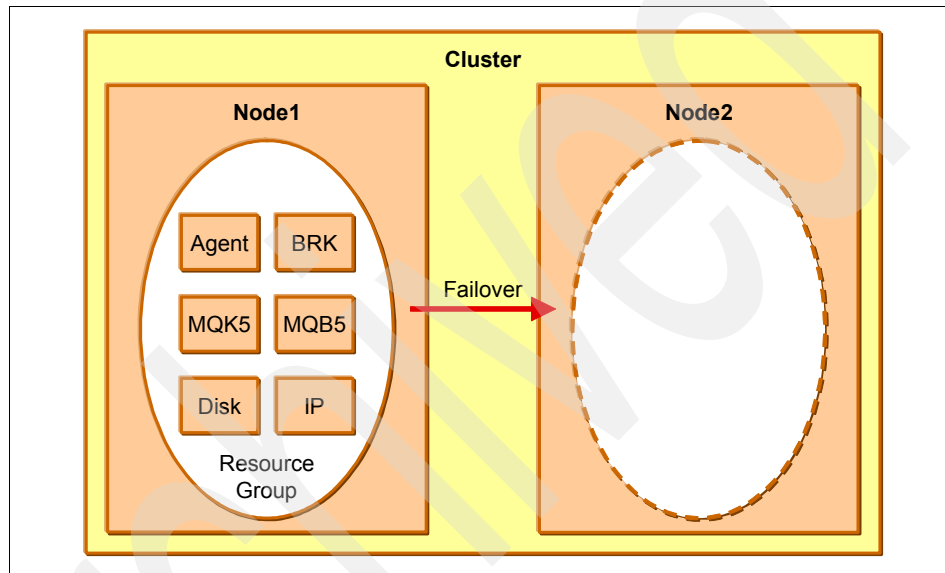 Cluster
Node1
Node2
Agent
BRK
Failover
MQK5
MQB5
Disk
IP
Resource
Group